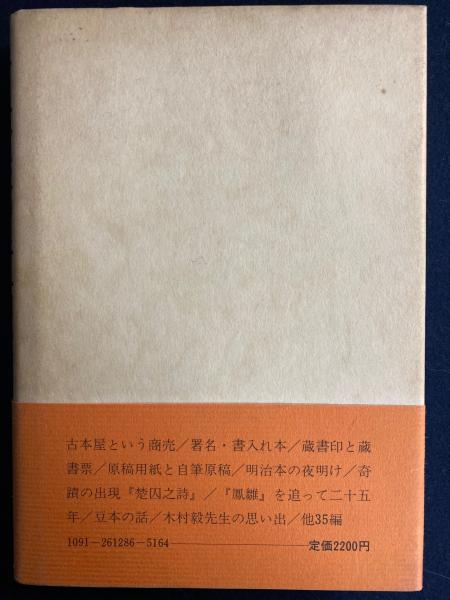 古本屋という商売／署名・書入れ本／蔵書印と蔵
書票／原稿用紙と自筆原稿／明治本の夜明け／奇
蹟の出現『楚囚之詩』／『鳳雛』を追って二十五
年／豆本の話／木村毅先生の思い出／他35編
1091－261286－5164――――――定価2200円